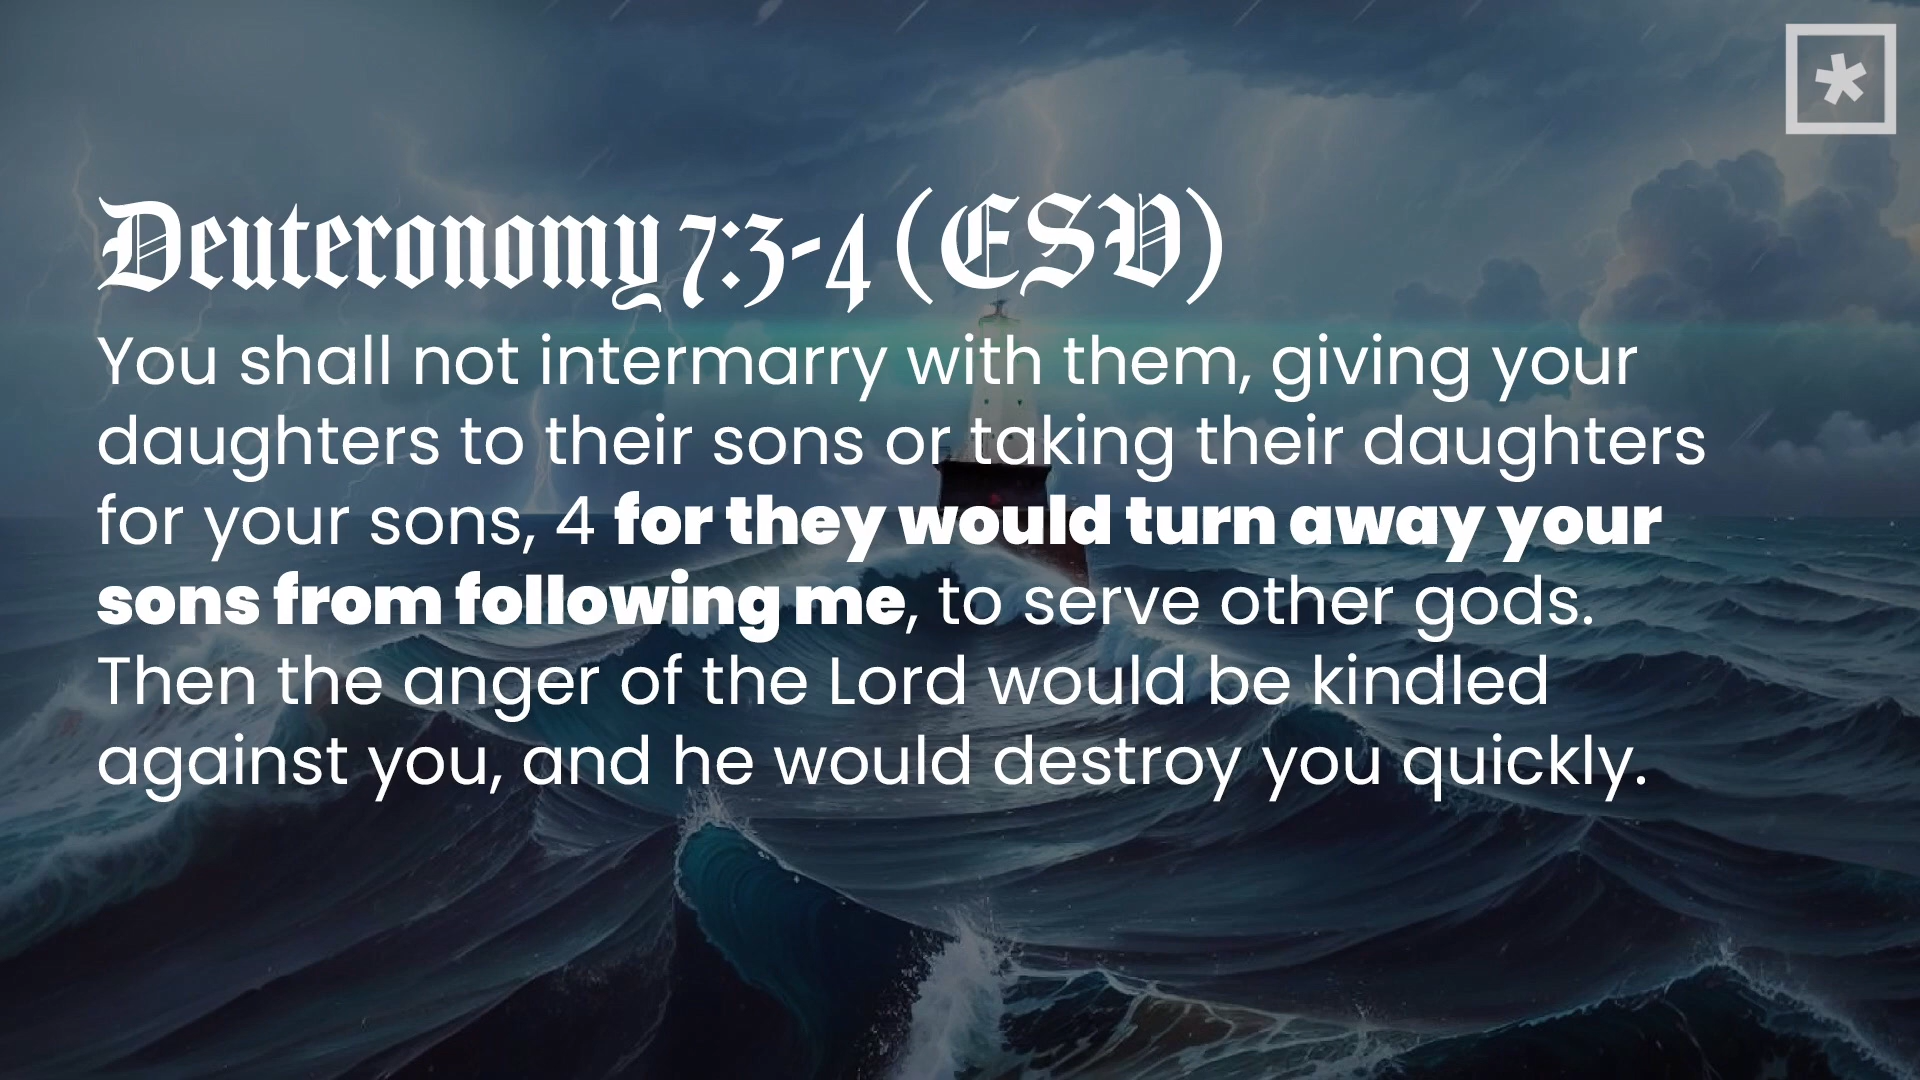 Deuteronomy 7:3-4 (ESV)
You shall not intermarry with them, giving your
daughters to their sons or taking their daughters
for your sons, 4 for they would turn away your
sons from following me, to serve other gods.
Then the anger of the Lord would be kindled
against you, and he would destroy you quickly.